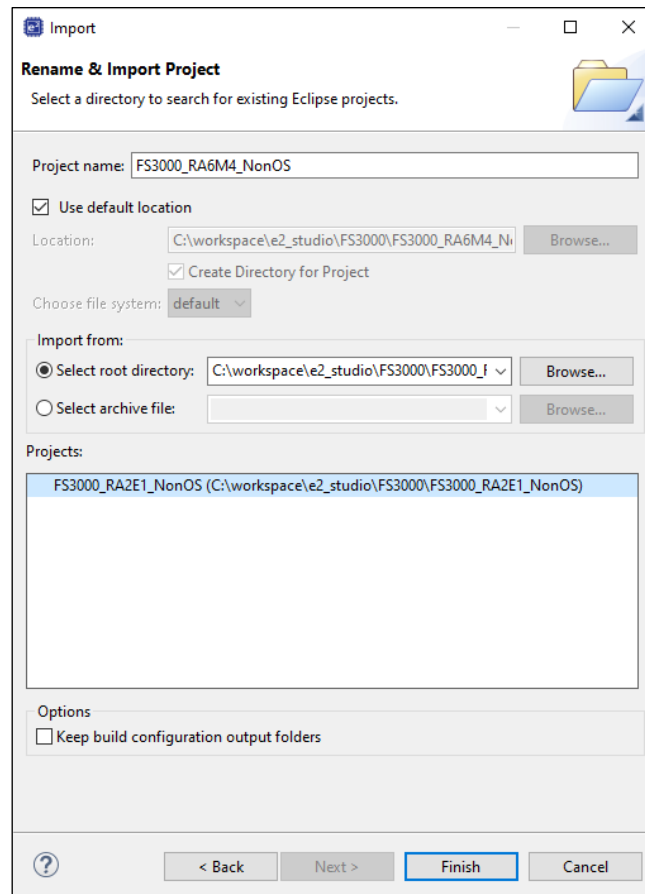 Import
Rename & Import Project
Select a directory to search for existing Eclipse projects.
Project name: FS3000_RA6M4_NonOS
Use default location
Location: C:\workspace\e2_studio\FS3000\FS3000_RA6M4_N Browse...
Create Directory for Project
Choose file system: default
Import from:
Select root directory: C:\workspace\e2_studio\FS3000\FS3000_F Browse...
Select archive file: Browse...
Projects:
FS3000_RA2E1_NonOS (C:\workspace\e2_studio\FS3000\FS3000_RA2E1_NonOS)
Options
Keep build configuration output folders
? < Back Next > Finish Cancel